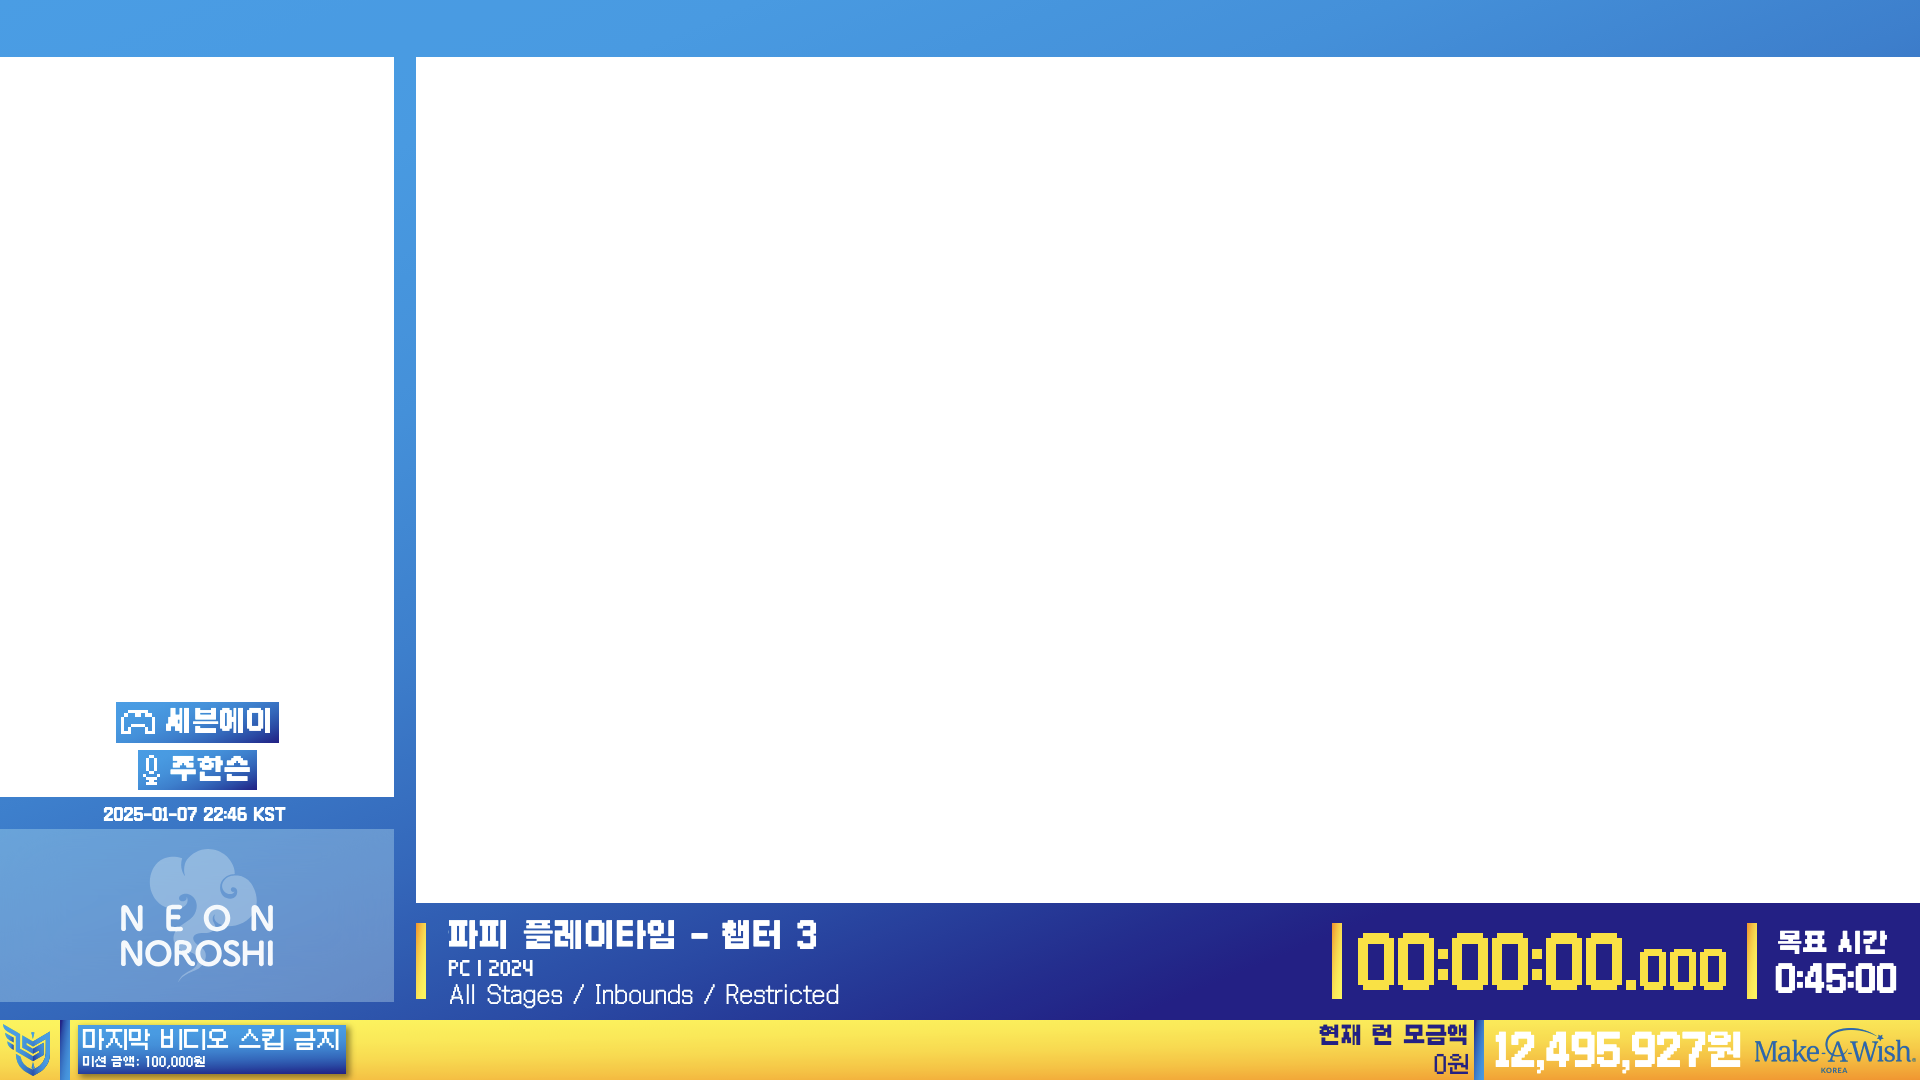 세븐에이
주한슨
2025-01-07 22:46 KST
NEON
NOROSHI
파피 플레이타임 - 챕터 3
PC | 2024
All Stages / Inbounds / Restricted
00:00:00.000
목표 시간
0:45:00
마지막 비디오 스킵 금지
미션 금액: 100,000원
현재 런 모금액
0원
12,495,927원
Make-A-Wish®
KOREA